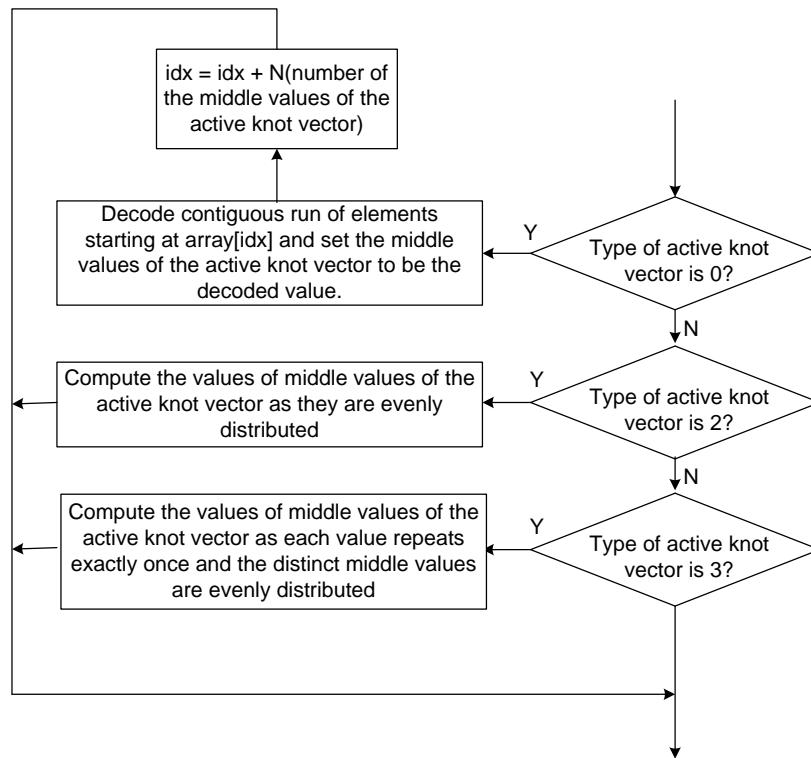 idx = idx + N(number of
the middle values of the
active knot vector)
Decode contiguous run of elements
starting at array[idx] and set the middle
values of the active knot vector to be the
decoded value.
Y
Type of active knot
vector is 0?
N
Compute the values of middle values of the
active knot vector as they are evenly
distributed
Y
Type of active knot
vector is 2?
N
Compute the values of middle values of the
active knot vector as each value repeats
exactly once and the distinct middle values
are evenly distributed
Y
Type of active knot
vector is 3?